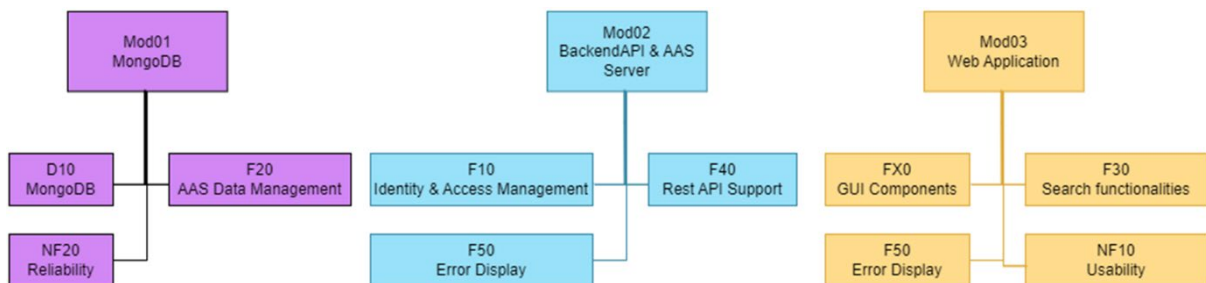 Mod01
MongoDB
Mod02
BackendAPI & AAS
Server
Mod03
Web Application
D10
MongoDB
F20
AAS Data Management
F10
Identity & Access Management
F40
Rest API Support
FX0
GUI Components
F30
Search functionalities
NF20
Reliability
F50
Error Display
F50
Error Display
NF10
Usability